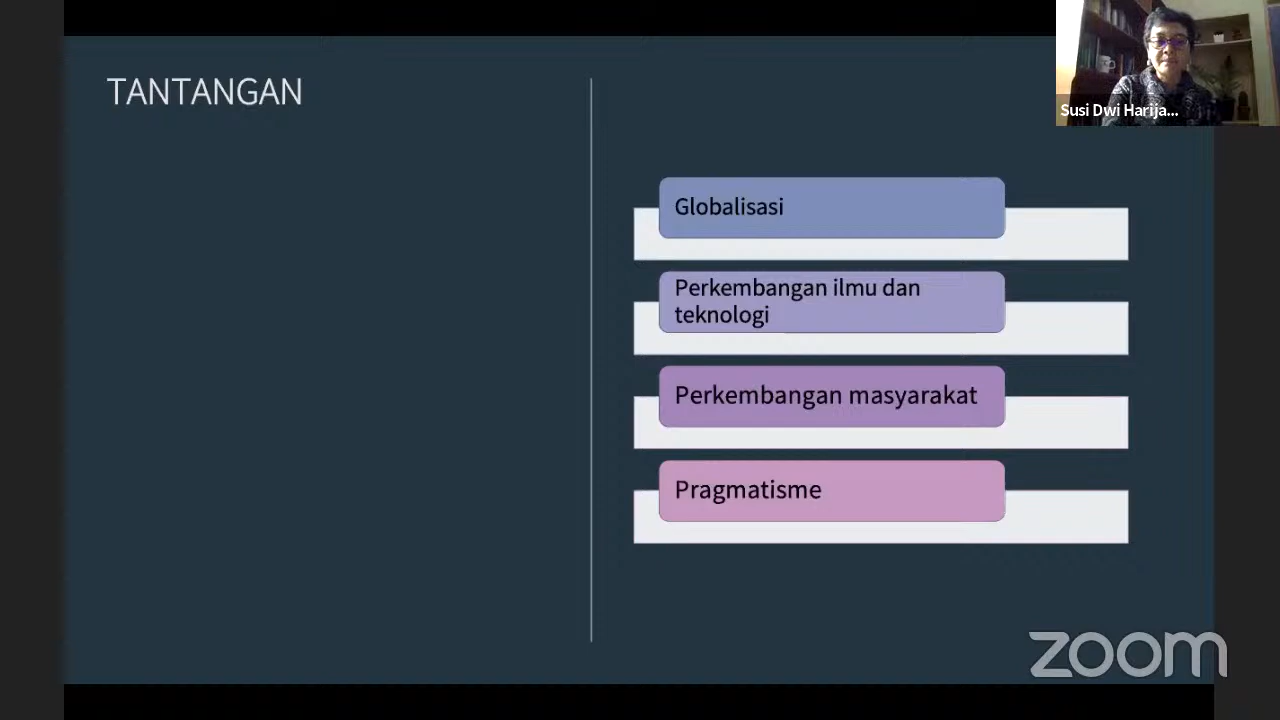 TANTANGAN
Susi Dwi Harija...
Globalisasi
Perkembangan ilmu dan
teknologi
Perkembangan masyarakat
Pragmatisme
zoom